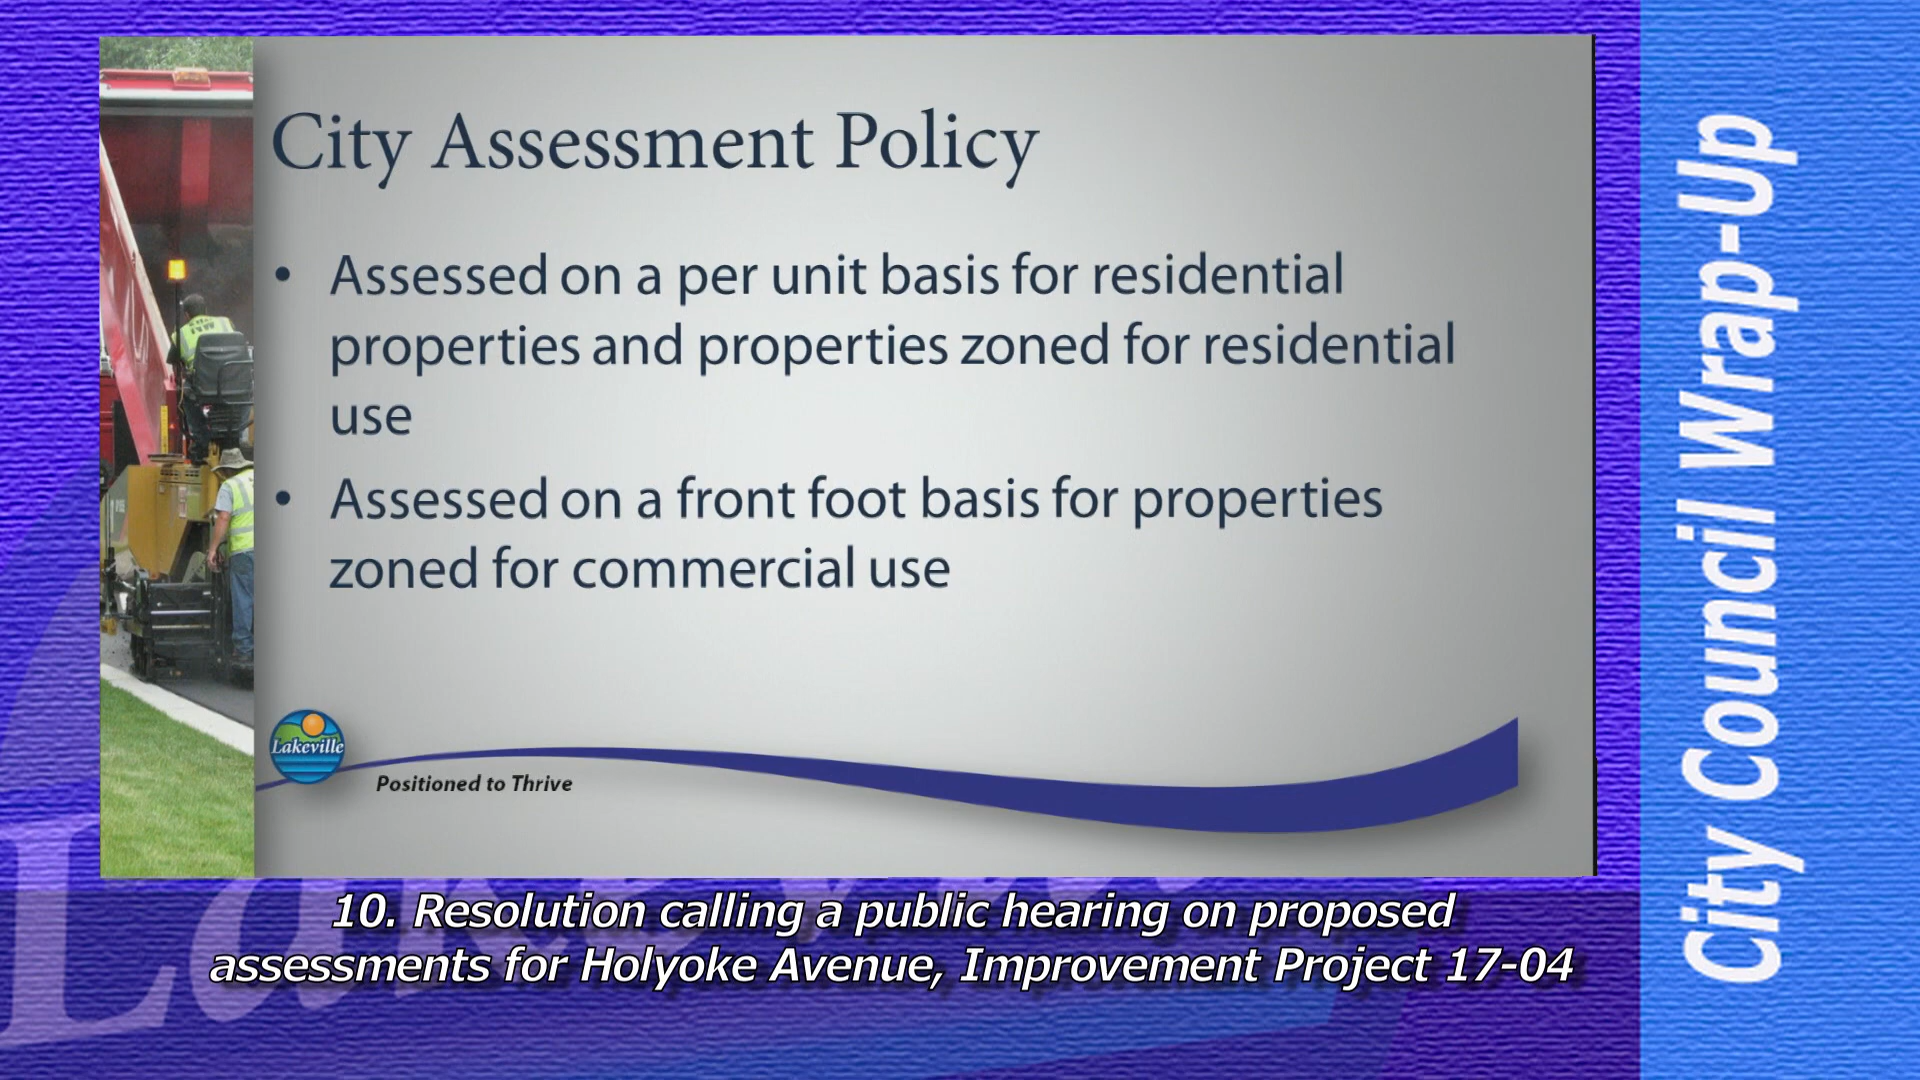 City Assessment Policy
• Assessed on a per unit basis for residential
properties and properties zoned for residential
use
• Assessed on a front foot basis for properties
zoned for commercial use
Lakeville
Positioned to Thrive
10. Resolution calling a public hearing on proposed
assessments for Holyoke Avenue, Improvement Project 17-04
City Council Wrap-Up